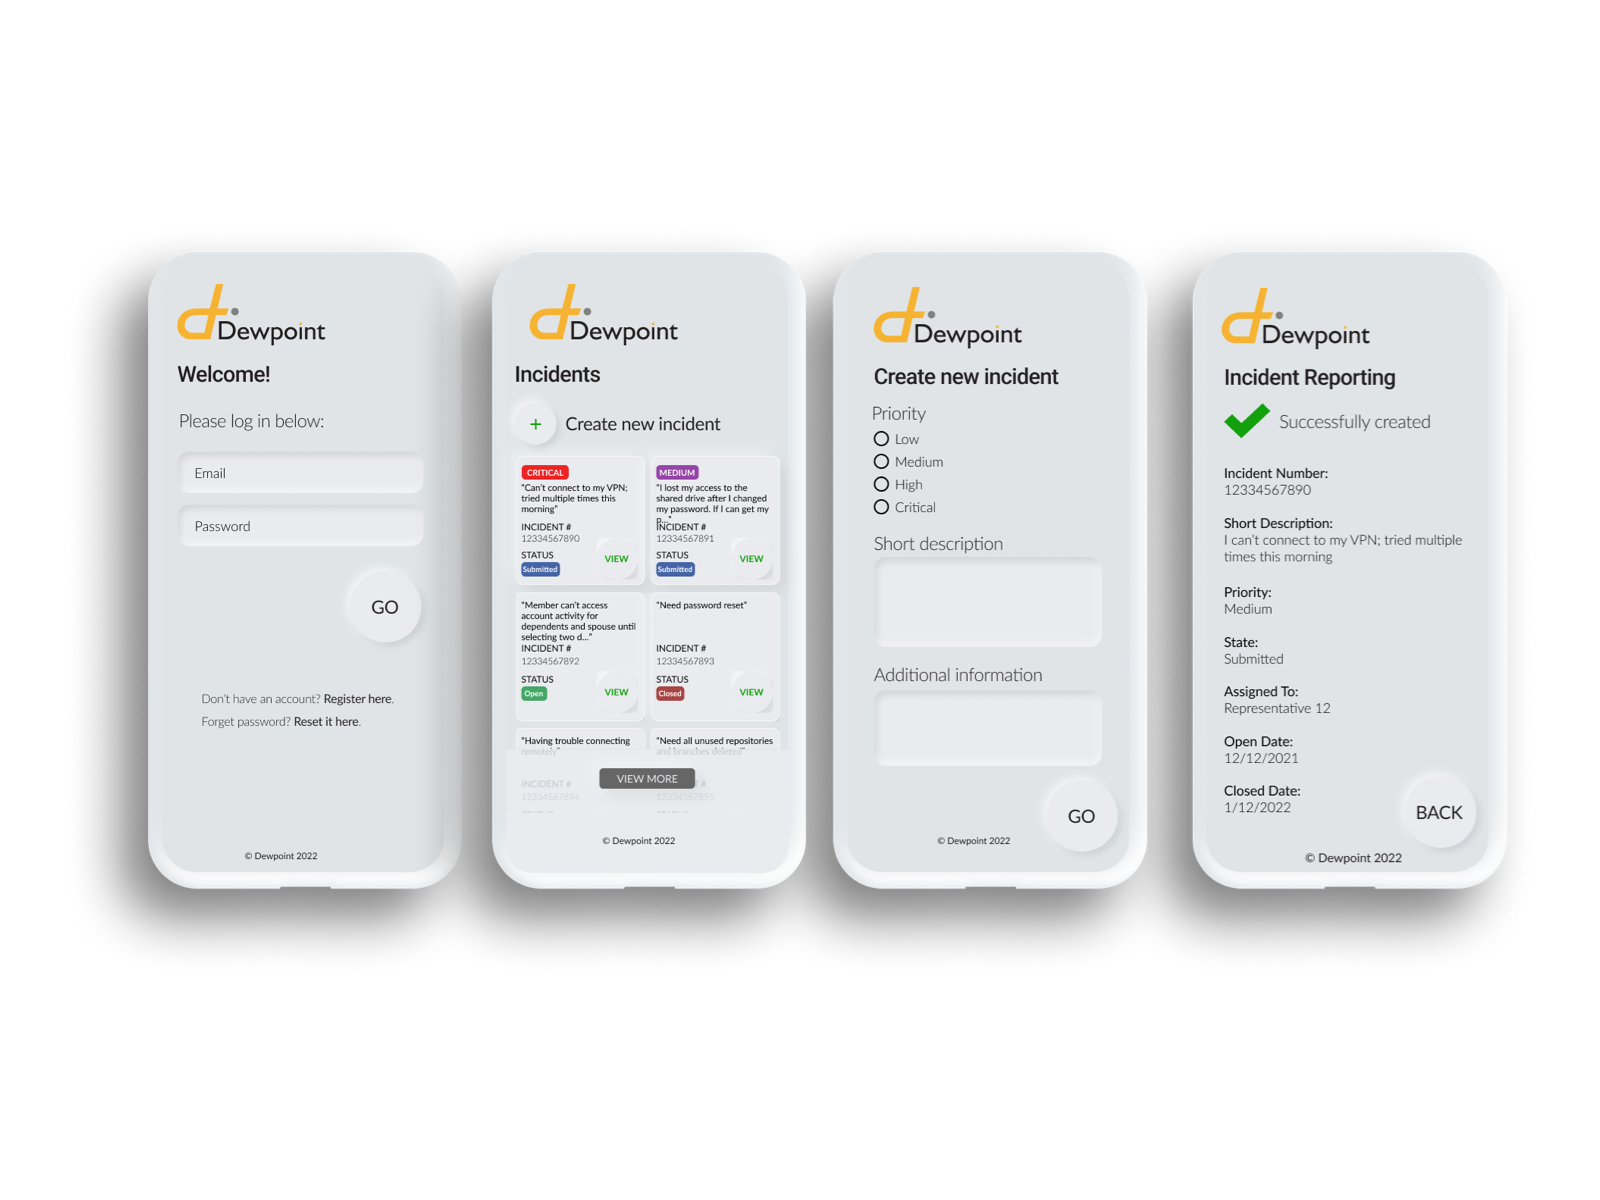 Dewpoint
Welcome!
Please log in below:
Email
Password
GO
Don't have an account? Register here.
Forget password? Reset it here.
© Dewpoint 2022
Dewpoint
Incidents
+ Create new incident
CRITICAL
“Can't connect to my VPN;
tried multiple times this
morning”
INCIDENT #
12334567890
STATUS
Submitted
VIEW
MEDIUM
“I lost my access to the
shared drive after I changed
my password. If I can get my
p...”
INCIDENT #
12334567891
STATUS
Submitted
VIEW
“Member can't access
account activity for
dependents and spouse until
selecting two d...”
INCIDENT #
12334567892
STATUS
Open
VIEW
“Need password reset”
INCIDENT #
12334567893
STATUS
Closed
VIEW
“Having trouble connecting
remotely”
INCIDENT #
12334567894
“Need all unused repositories
and branches deleted”
12334567895
VIEW MORE
© Dewpoint 2022
Dewpoint
Create new incident
Priority
Low
Medium
High
Critical
Short description
Additional information
GO
© Dewpoint 2022
Dewpoint
Incident Reporting
Successfully created
Incident Number:
12334567890
Short Description:
I can't connect to my VPN; tried multiple
times this morning
Priority:
Medium
State:
Submitted
Assigned To:
Representative 12
Open Date:
12/12/2021
Closed Date:
1/12/2022
BACK
© Dewpoint 2022